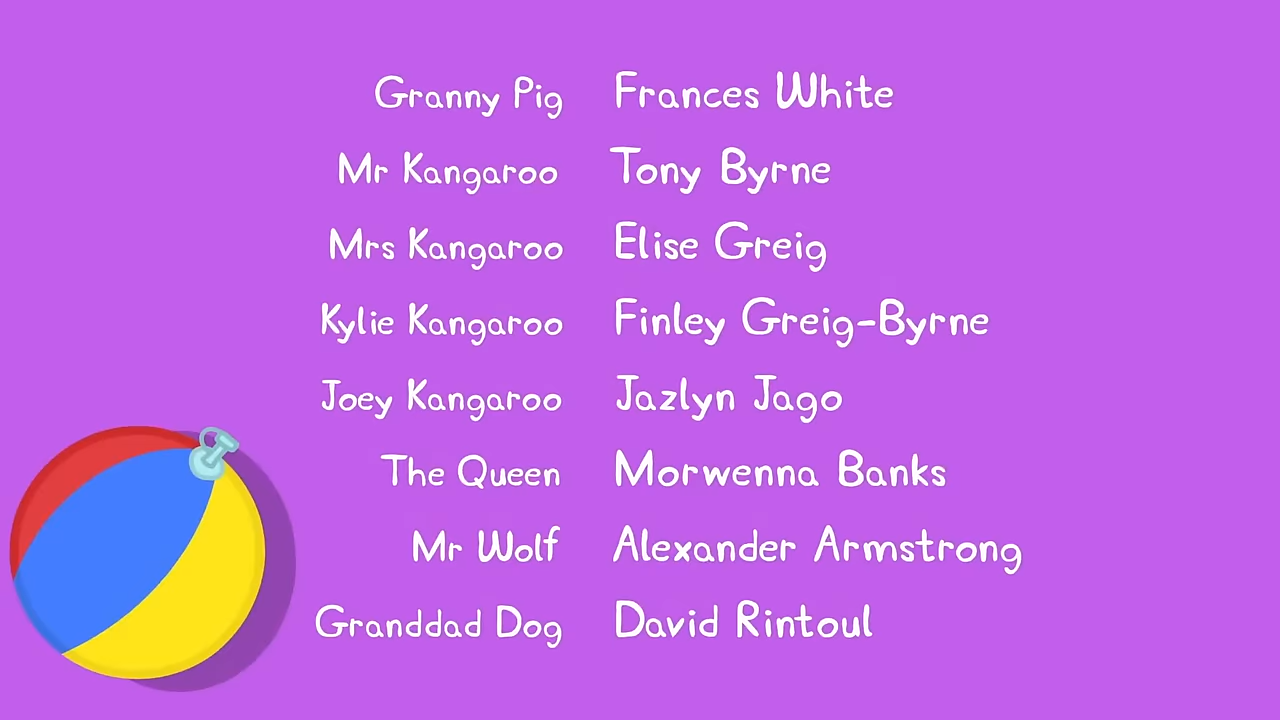 Granny Pig Frances White
Mr Kangaroo Tony Byrne
Mrs Kangaroo Elise Greig
Kylie Kangaroo Finley Greig-Byrne
Joey Kangaroo Jazlyn Jago
The Queen Morwenna Banks
Mr Wolf Alexander Armstrong
Granddad Dog David Rintoul